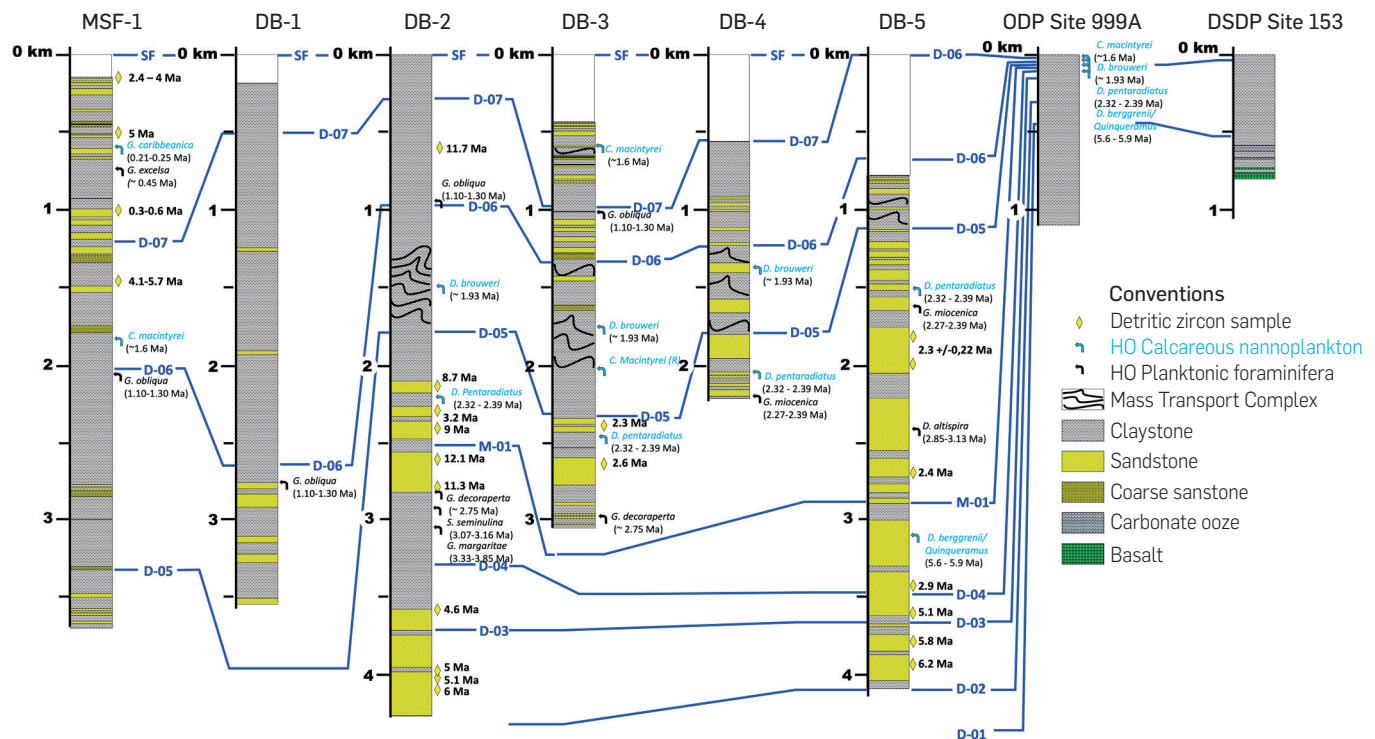 MSF-1
DB-1
DB-2
DB-3
DB-4
DB-5
ODP Site 999A
DSDP Site 153
0 km
SF
2.4 – 4 Ma
5 Ma
G. caribbeanica
(0.21-0.25 Ma)
G. excelsa
(~ 0.45 Ma)
1
0.3-0.6 Ma
D-07
4.1-5.7 Ma
C. macintyrei
(~1.6 Ma)
2
D-06
G. obliqua
(1.10-1.30 Ma)
3
D-05
0 km
SF
D-07
1
2
D-06
G. obliqua
(1.10-1.30 Ma)
3
0 km
SF
D-07
11.7 Ma
G. obliqua
(1.10-1.30 Ma)
1
D-06
D. brouweri
(~ 1.93 Ma)
D-05
2
8.7 Ma
D. Pentaradiatus
(2.32 - 2.39 Ma)
3.2 Ma
9 Ma
M-01
12.1 Ma
11.3 Ma
G. decoraperta
(~ 2.75 Ma)
3
S. seminulina
(3.07-3.16 Ma)
G. margaritae
(3.33-3.85 Ma)
D-04
4.6 Ma
D-03
4
5 Ma
5.1 Ma
6 Ma
0 km
SF
C. macintyrei
(~1.6 Ma)
D-07
1
G. obliqua
(1.10-1.30 Ma)
D-06
D. brouweri
(~ 1.93 Ma)
2
C. Macintyrei (R)
D-05
2.3 Ma
D. pentaradiatus
(2.32 - 2.39 Ma)
2.6 Ma
3
G. decoraperta
(~ 2.75 Ma)
0 km
SF
D-07
1
D-06
D. brouweri
(~ 1.93 Ma)
D-05
2
D. pentaradiatus
(2.32 - 2.39 Ma)
G. miocenica
(2.27-2.39 Ma)
0 km
D-06
D-06
1
D-05
D. pentaradiatus
(2.32 - 2.39 Ma)
G. miocenica
(2.27-2.39 Ma)
2.3 +/-0,22 Ma
2
D. altispira
(2.85-3.13 Ma)
2.4 Ma
M-01
3
D. berggrenii/
Quinqueramus
(5.6 - 5.9 Ma)
2.9 Ma
D-04
5.1 Ma
D-03
5.8 Ma
6.2 Ma
4
D-02
D-01
0 km
C. macintyrei
(~1.6 Ma)
D. brouweri
(~ 1.93 Ma)
D. pentaradiatus
(2.32 - 2.39 Ma)
D. berggrenii/
Quinqueramus
(5.6 - 5.9 Ma)
1
0 km
1
Conventions
Detritic zircon sample
HO Calcareous nannoplankton
HO Planktonic foraminifera
Mass Transport Complex
Claystone
Sandstone
Coarse sanstone
Carbonate ooze
Basalt